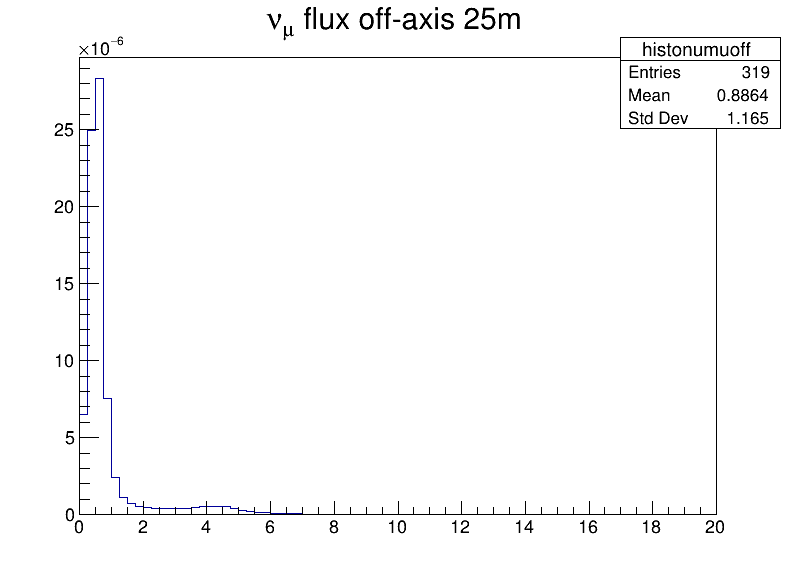 ν_μ flux off-axis 25m
×10⁻⁶
histonumuoff
Entries 319
Mean 0.8864
Std Dev 1.165
25
20
15
10
5
0
0 2 4 6 8 10 12 14 16 18 20